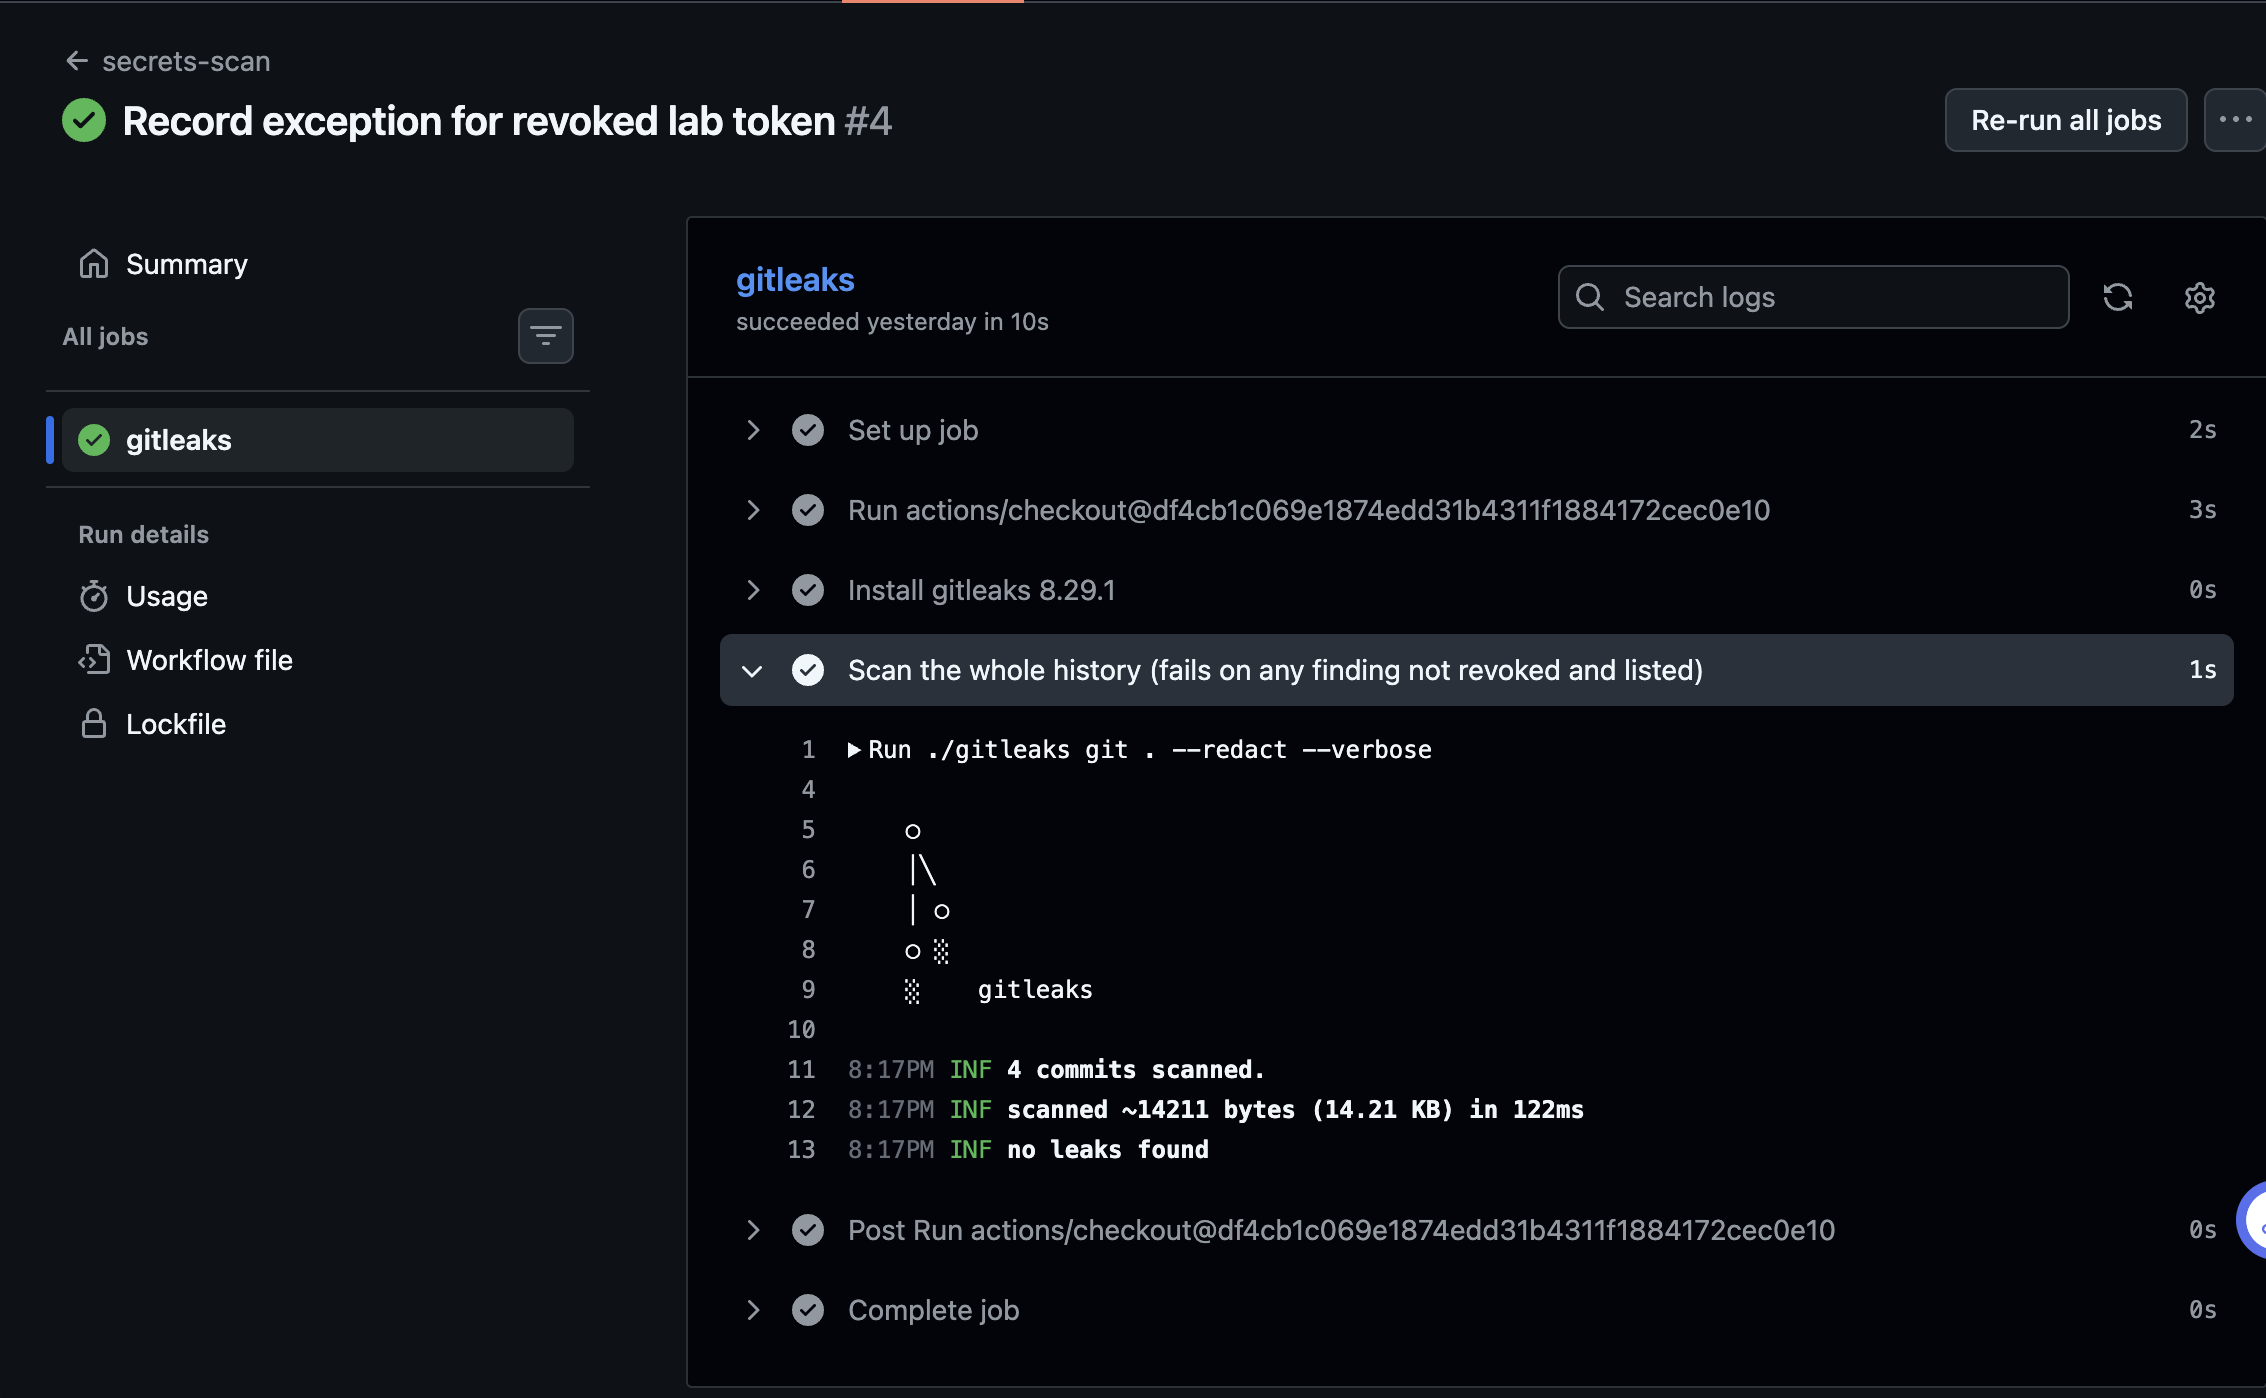 ← secrets-scan
Record exception for revoked lab token #4
Re-run all jobs
...
Summary
All jobs
gitleaks
Run details
Usage
Workflow file
Lockfile
gitleaks
succeeded yesterday in 10s
Search logs
Set up job 2s
Run actions/checkout@df4cb1c069e1874edd31b4311f1884172cec0e10 3s
Install gitleaks 8.29.1 0s
Scan the whole history (fails on any finding not revoked and listed) 1s
1 ▶ Run ./gitleaks git . --redact --verbose
4
5 ○
6 │╲
7 │ ○
8 ○ ░
9 ░ gitleaks
10
11 8:17PM INF 4 commits scanned.
12 8:17PM INF scanned ~14211 bytes (14.21 KB) in 122ms
13 8:17PM INF no leaks found
Post Run actions/checkout@df4cb1c069e1874edd31b4311f1884172cec0e10 0s
Complete job 0s